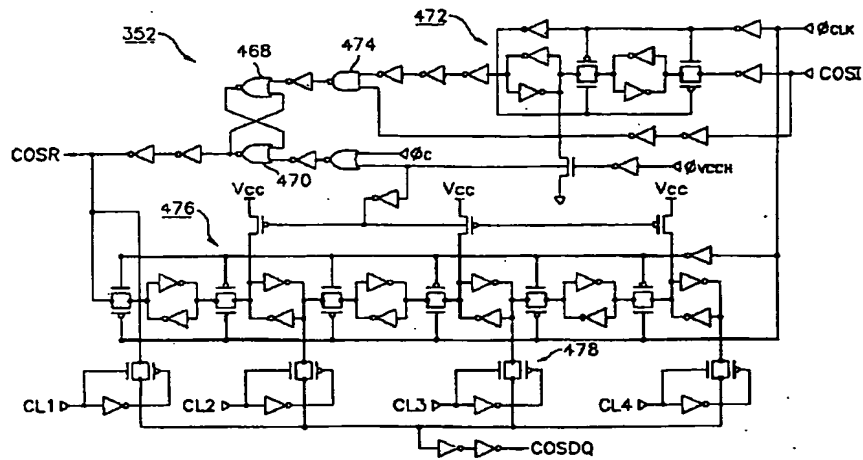 352
468
474
472
ØCLK
COSI
COSR
470
ØC
ØVCCH
Vcc
Vcc
Vcc
476
478
CL1
CL2
CL3
CL4
COSDQ